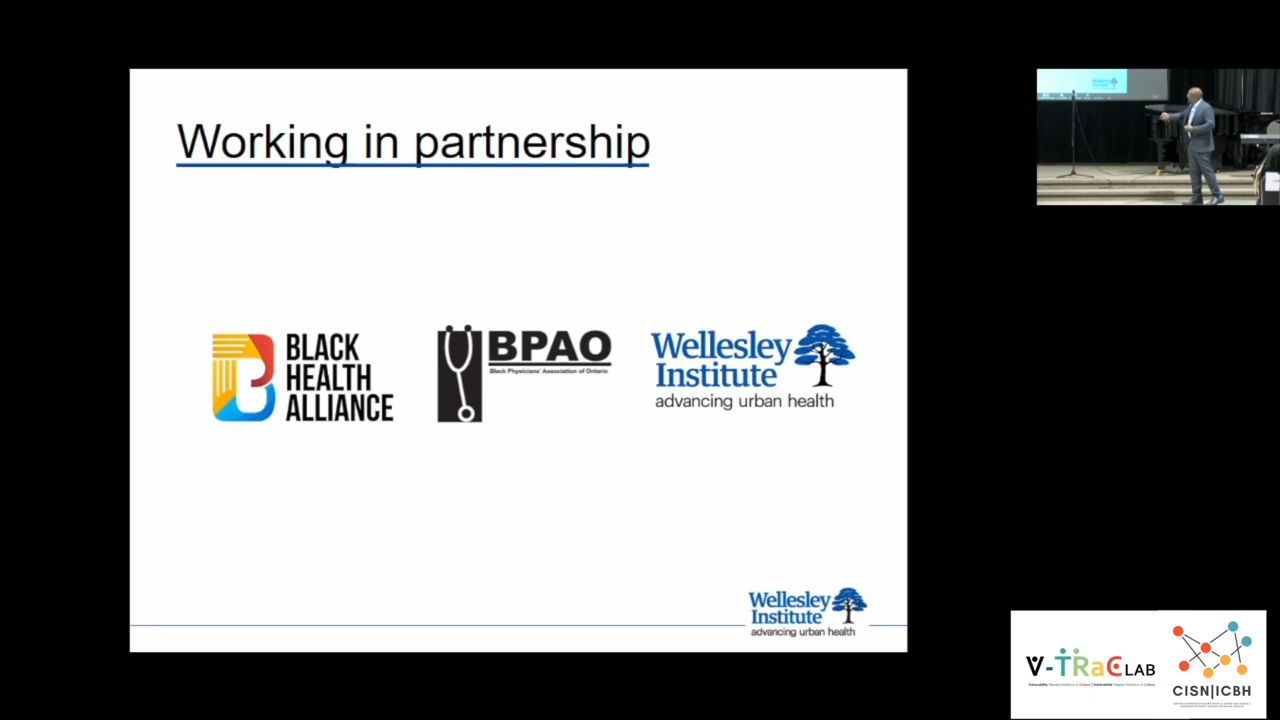 Working in partnership
BLACK
HEALTH
ALLIANCE
BPAO
Black Physicians' Association of Ontario
Wellesley
Institute
advancing urban health
Wellesley
Institute
advancing urban health
V-TRaC LAB
CISN|ICBH